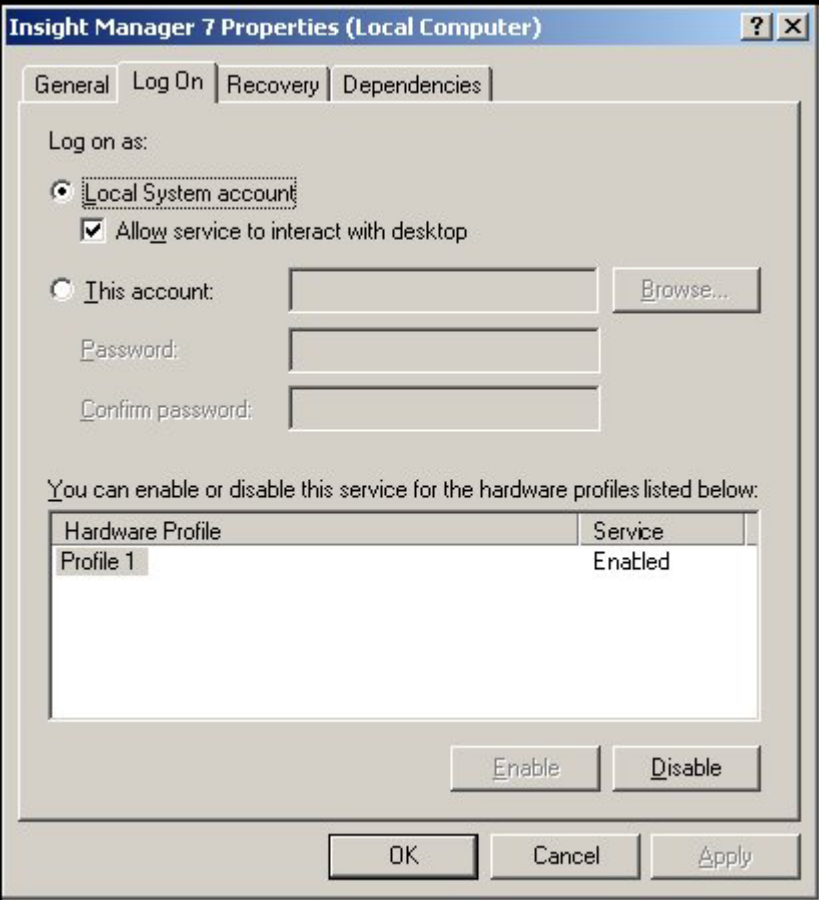 Insight Manager 7 Properties (Local Computer)
General Log On Recovery Dependencies
Log on as:
Local System account
Allow service to interact with desktop
This account: Browse...
Password:
Confirm password:
You can enable or disable this service for the hardware profiles listed below:
Hardware Profile Service
Profile 1 Enabled
Enable Disable
OK Cancel Apply